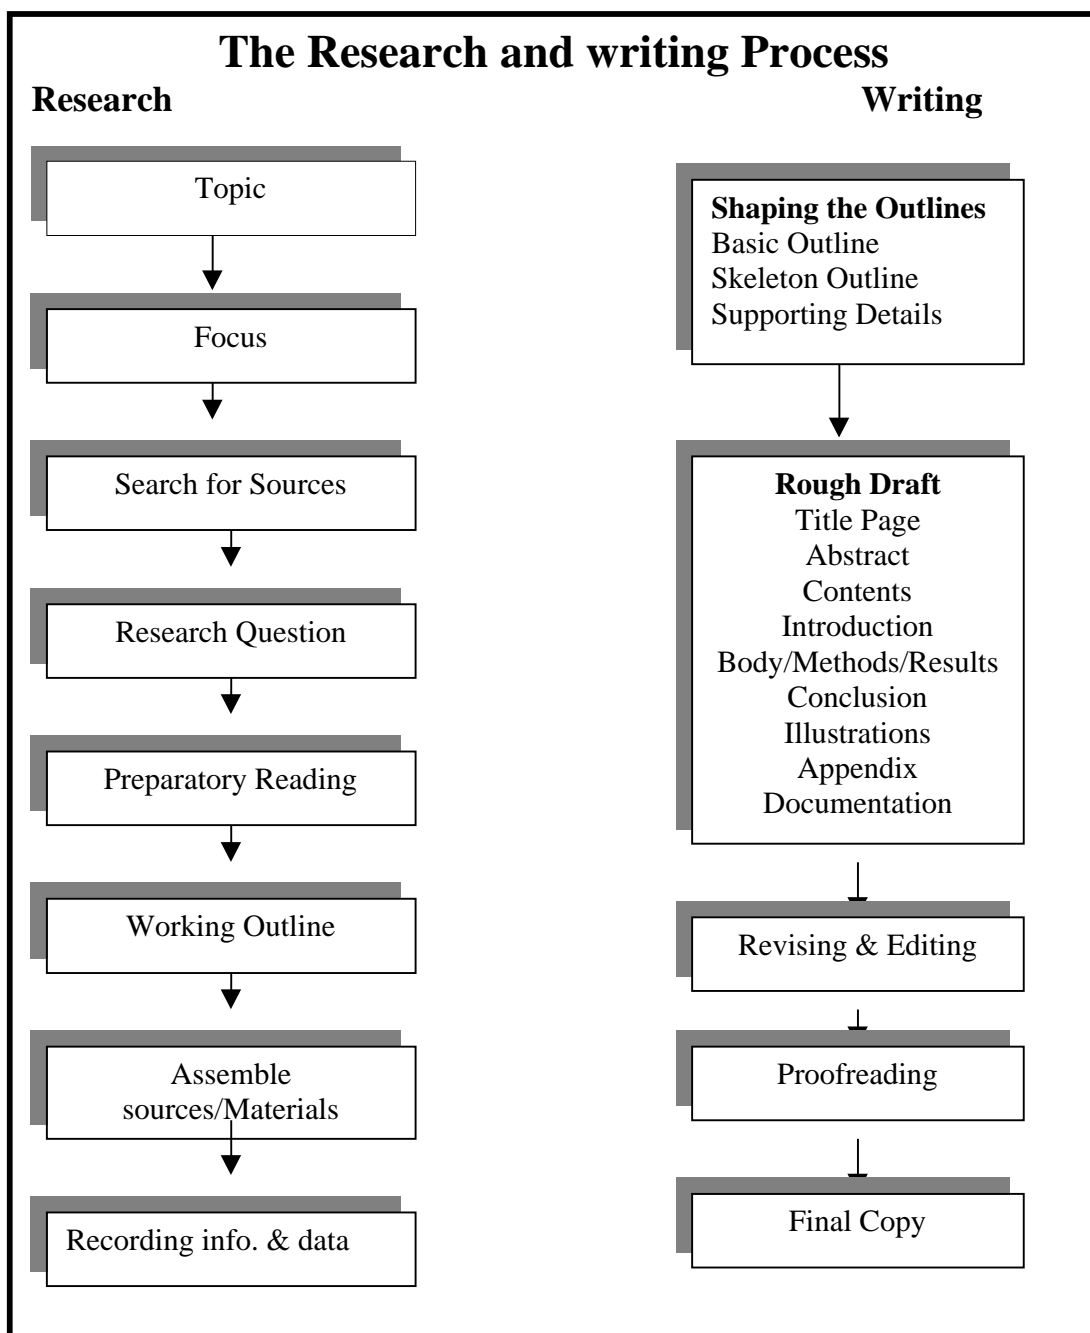 The Research and writing Process
Research
Writing
Topic
Focus
Search for Sources
Research Question
Preparatory Reading
Working Outline
Assemble
sources/Materials
Recording info. & data
Shaping the Outlines
Basic Outline
Skeleton Outline
Supporting Details
Rough Draft
Title Page
Abstract
Contents
Introduction
Body/Methods/Results
Conclusion
Illustrations
Appendix
Documentation
Revising & Editing
Proofreading
Final Copy